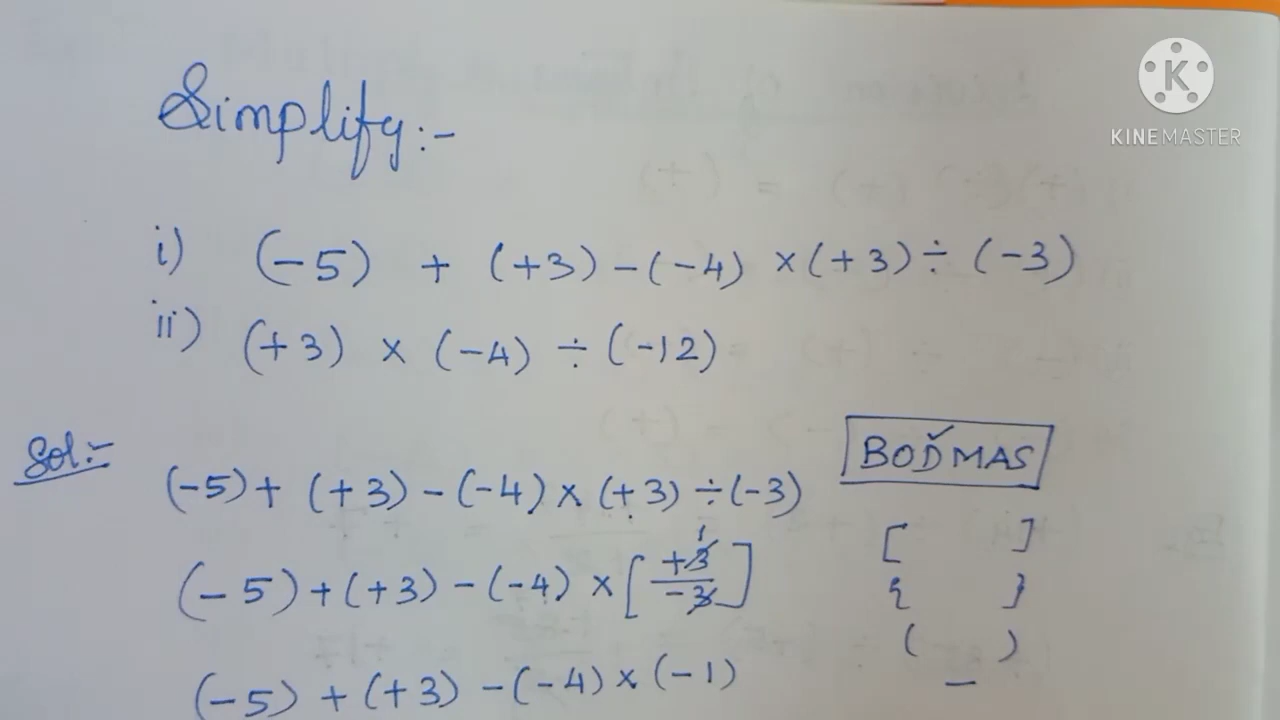 KINEMASTER
Simplify:-
i) (-5) + (+3) - (-4) × (+3) ÷ (-3)
ii) (+3) × (-4) ÷ (-12)
Sol:-
(-5) + (+3) - (-4) × (+3) ÷ (-3)
(-5) + (+3) - (-4) × [+3/-3] 1
(-5) + (+3) - (-4) × (-1)
BODMAS
[ ]
{ }
( )
—